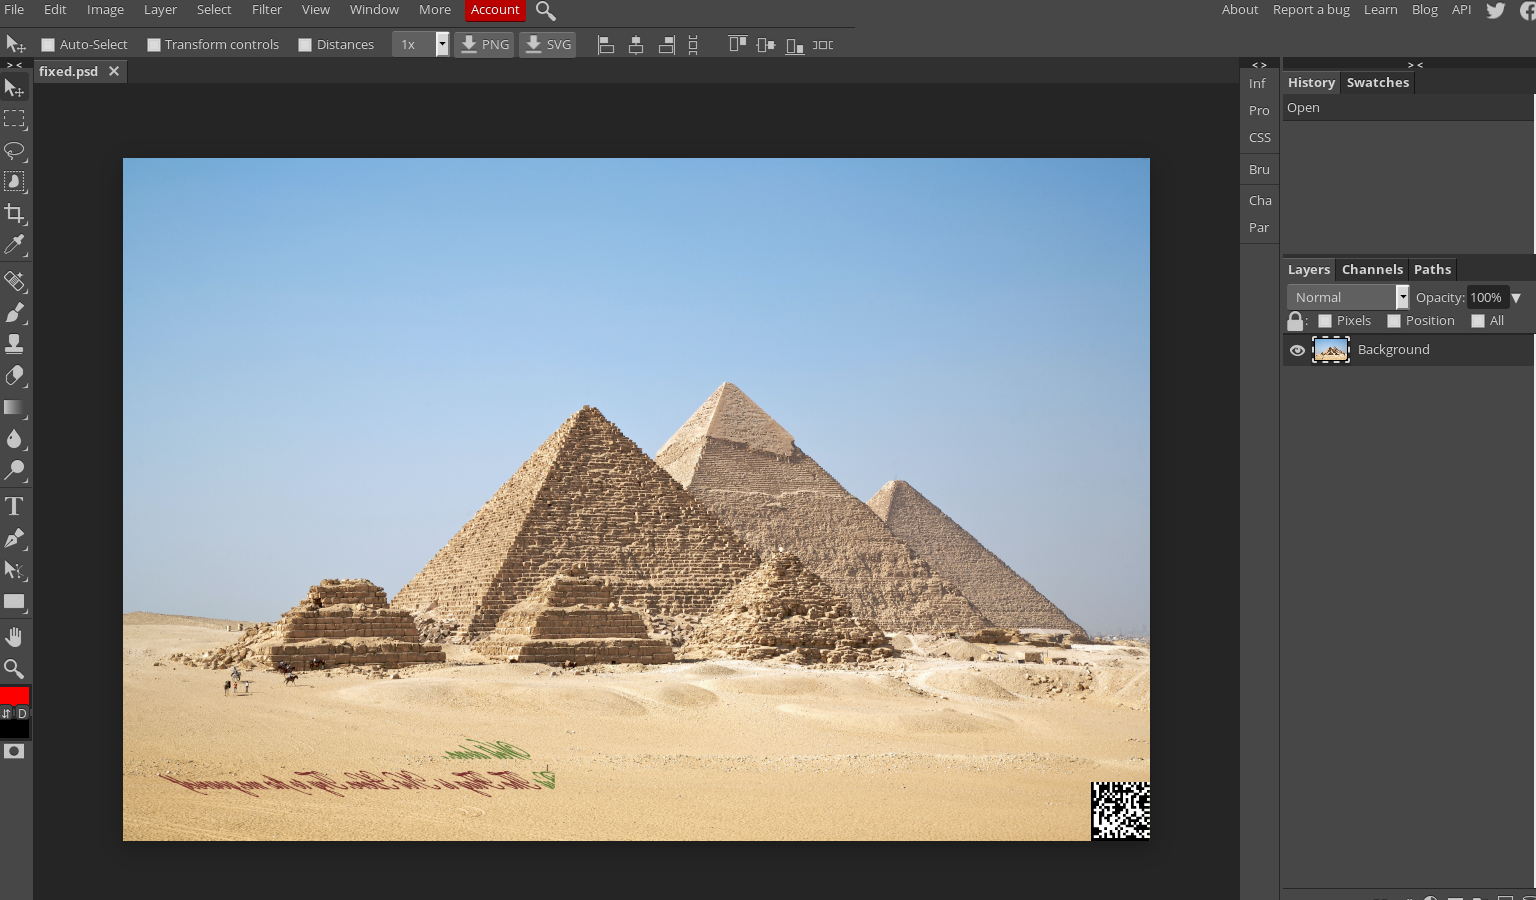 File Edit Image Layer Select Filter View Window More Account About Report a bug Learn Blog API
Auto-Select Transform controls Distances 1x PNG SVG
> < fixed.psd < > > <
Inf
Pro
CSS
Bru
Cha
Par
History Swatches
Open
Layers Channels Paths
Normal Opacity: 100%
: Pixels Position All
Background
T
D